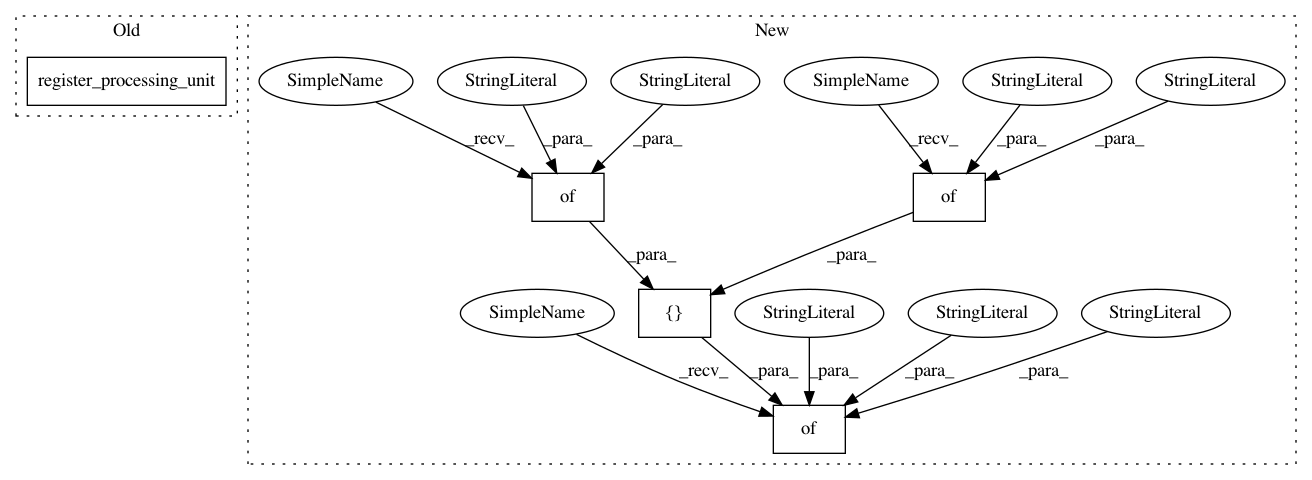 Old
New
register_processing_unit
SimpleName
StringLiteral
StringLiteral
SimpleName
StringLiteral
StringLiteral
_recv_
_para_
_para_
_recv_
_para_
_para_
of
of
_para_
_para_
SimpleName
{}
StringLiteral
StringLiteral
StringLiteral
_recv_
_para_
_para_
_para_
_para_
of